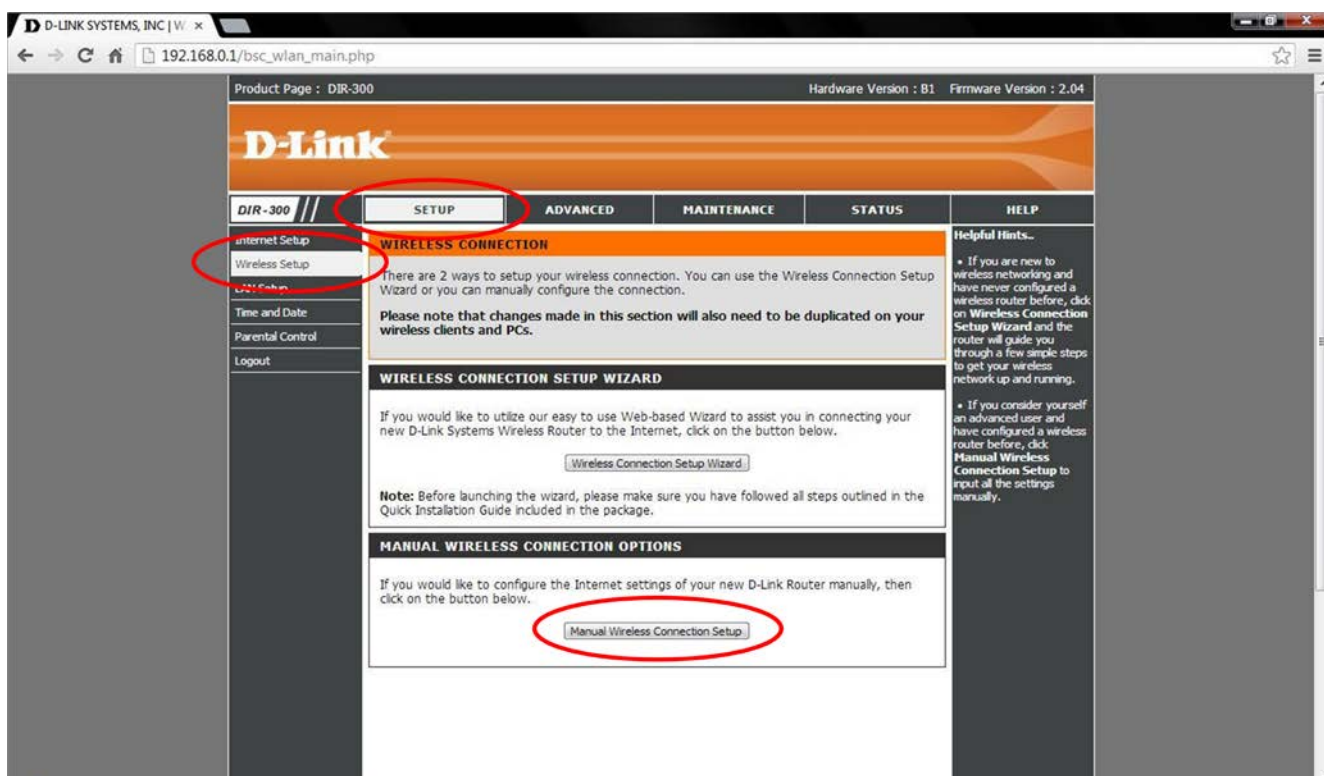 D-LINK SYSTEMS, INC | W
192.168.0.1/bsc_wlan_main.php
Product Page : DIR-300
Hardware Version : B1
Firmware Version : 2.04
D-Link
DIR-300
SETUP
ADVANCED
MAINTENANCE
STATUS
HELP
Internet Setup
Wireless Setup
LAN Setup
Time and Date
Parental Control
Logout
WIRELESS CONNECTION
There are 2 ways to setup your wireless connection. You can use the Wireless Connection Setup
Wizard or you can manually configure the connection.
Please note that changes made in this section will also need to be duplicated on your
wireless clients and PCs.
WIRELESS CONNECTION SETUP WIZARD
If you would like to utilize our easy to use Web-based Wizard to assist you in connecting your
new D-Link Systems Wireless Router to the Internet, click on the button below.
Wireless Connection Setup Wizard
Note: Before launching the wizard, please make sure you have followed all steps outlined in the
Quick Installation Guide included in the package.
MANUAL WIRELESS CONNECTION OPTIONS
If you would like to configure the Internet settings of your new D-Link Router manually, then
click on the button below.
Manual Wireless Connection Setup
Helpful Hints..
• If you are new to
wireless networking and
have never configured a
wireless router before, click
on Wireless Connection
Setup Wizard and the
router will guide you
through a few simple steps
to get your wireless
network up and running.
• If you consider yourself
an advanced user and
have configured a wireless
router before, click
Manual Wireless
Connection Setup to
input all the settings
manually.